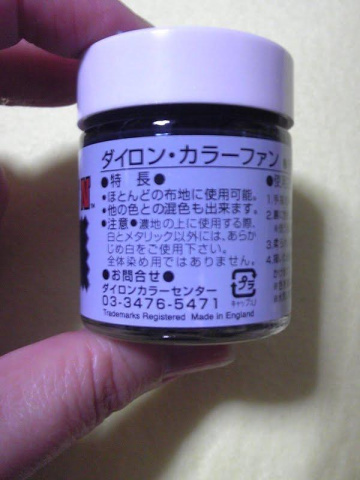 ダイロン・カラーファン
●特 長●
・ほとんどの布地に使用可能。
・他の色との混色も出来ます。
●注意●濃地の上に使用する際、
白とメタリック以外には、あらか
じめ白をご使用下さい。
全体染め用ではありません。
●お問合せ●
ダイロンカラーセンター
03-3476-5471
Trademarks Registered Made in England
プラ
キャップ